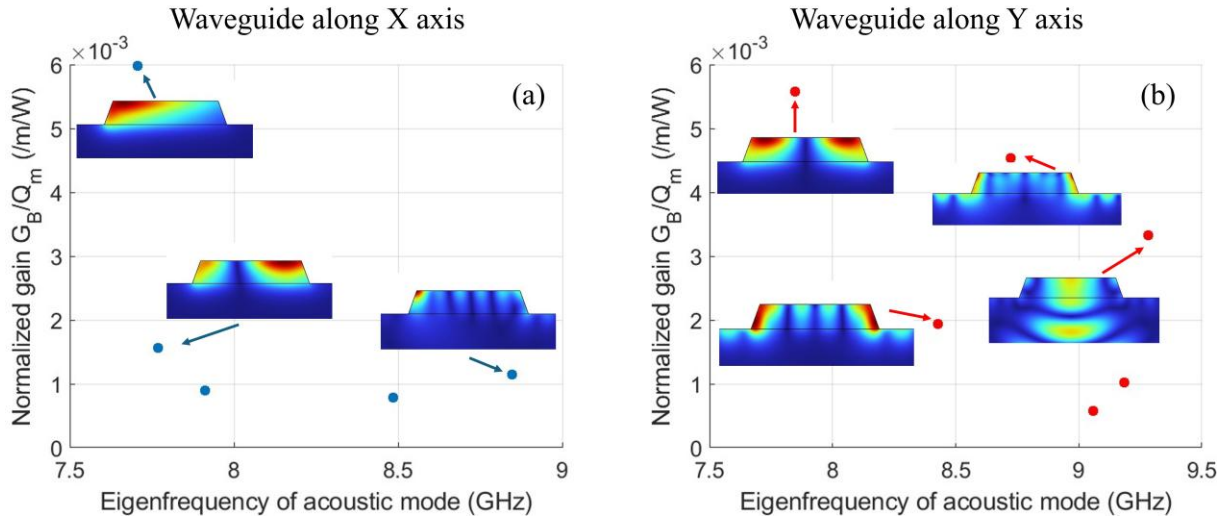 Waveguide along X axis
×10⁻³
(a)
6
5
4
3
2
1
0
Normalized gain G_B/Q_m (/m/W)
7.5 8 8.5 9
Eigenfrequency of acoustic mode (GHz)
Waveguide along Y axis
×10⁻³
(b)
6
5
4
3
2
1
0
Normalized gain G_B/Q_m (/m/W)
7.5 8 8.5 9 9.5
Eigenfrequency of acoustic mode (GHz)